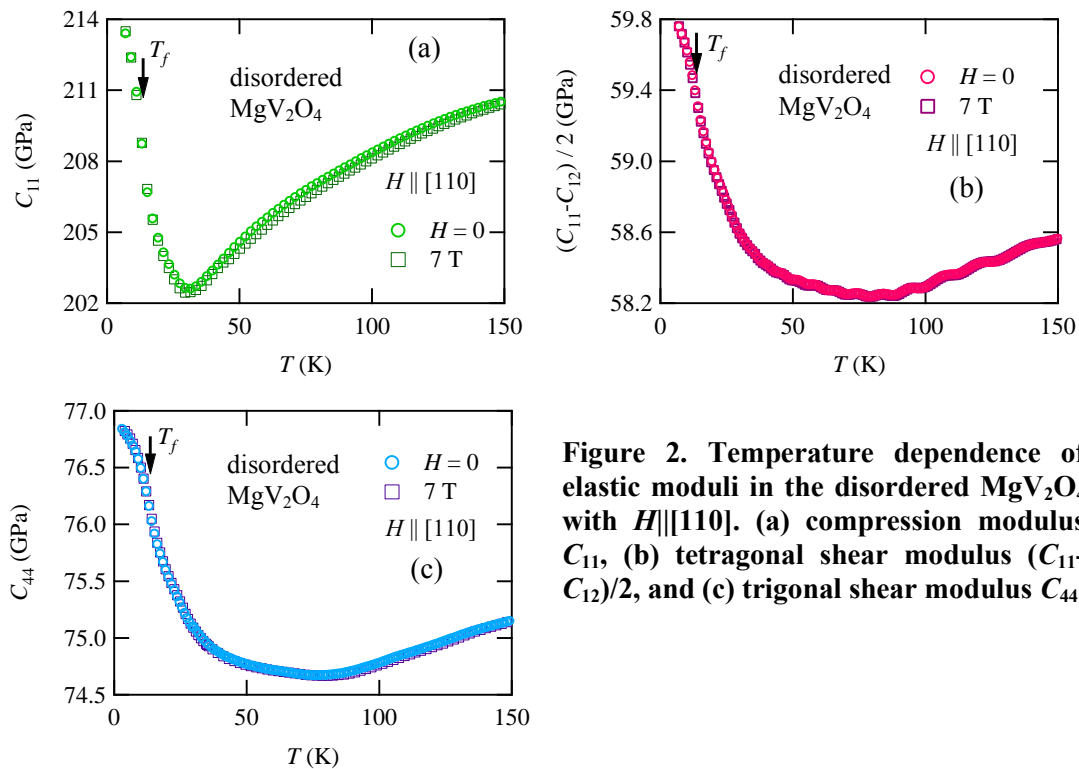 214
211
208
205
202
C11 (GPa)
Tf
(a)
disordered
MgV2O4
H || [110]
H = 0
7 T
0
50
100
150
T (K)
59.8
59.4
59.0
58.6
58.2
(C11-C12) / 2 (GPa)
Tf
disordered
MgV2O4
H = 0
7 T
H || [110]
(b)
0
50
100
150
T (K)
77.0
76.5
76.0
75.5
75.0
74.5
C44 (GPa)
Tf
disordered
MgV2O4
H = 0
7 T
H || [110]
(c)
0
50
100
150
T (K)
Figure 2. Temperature dependence of
elastic moduli in the disordered MgV2O4
with H||[110]. (a) compression modulus
C11, (b) tetragonal shear modulus (C11-
C12)/2, and (c) trigonal shear modulus C44